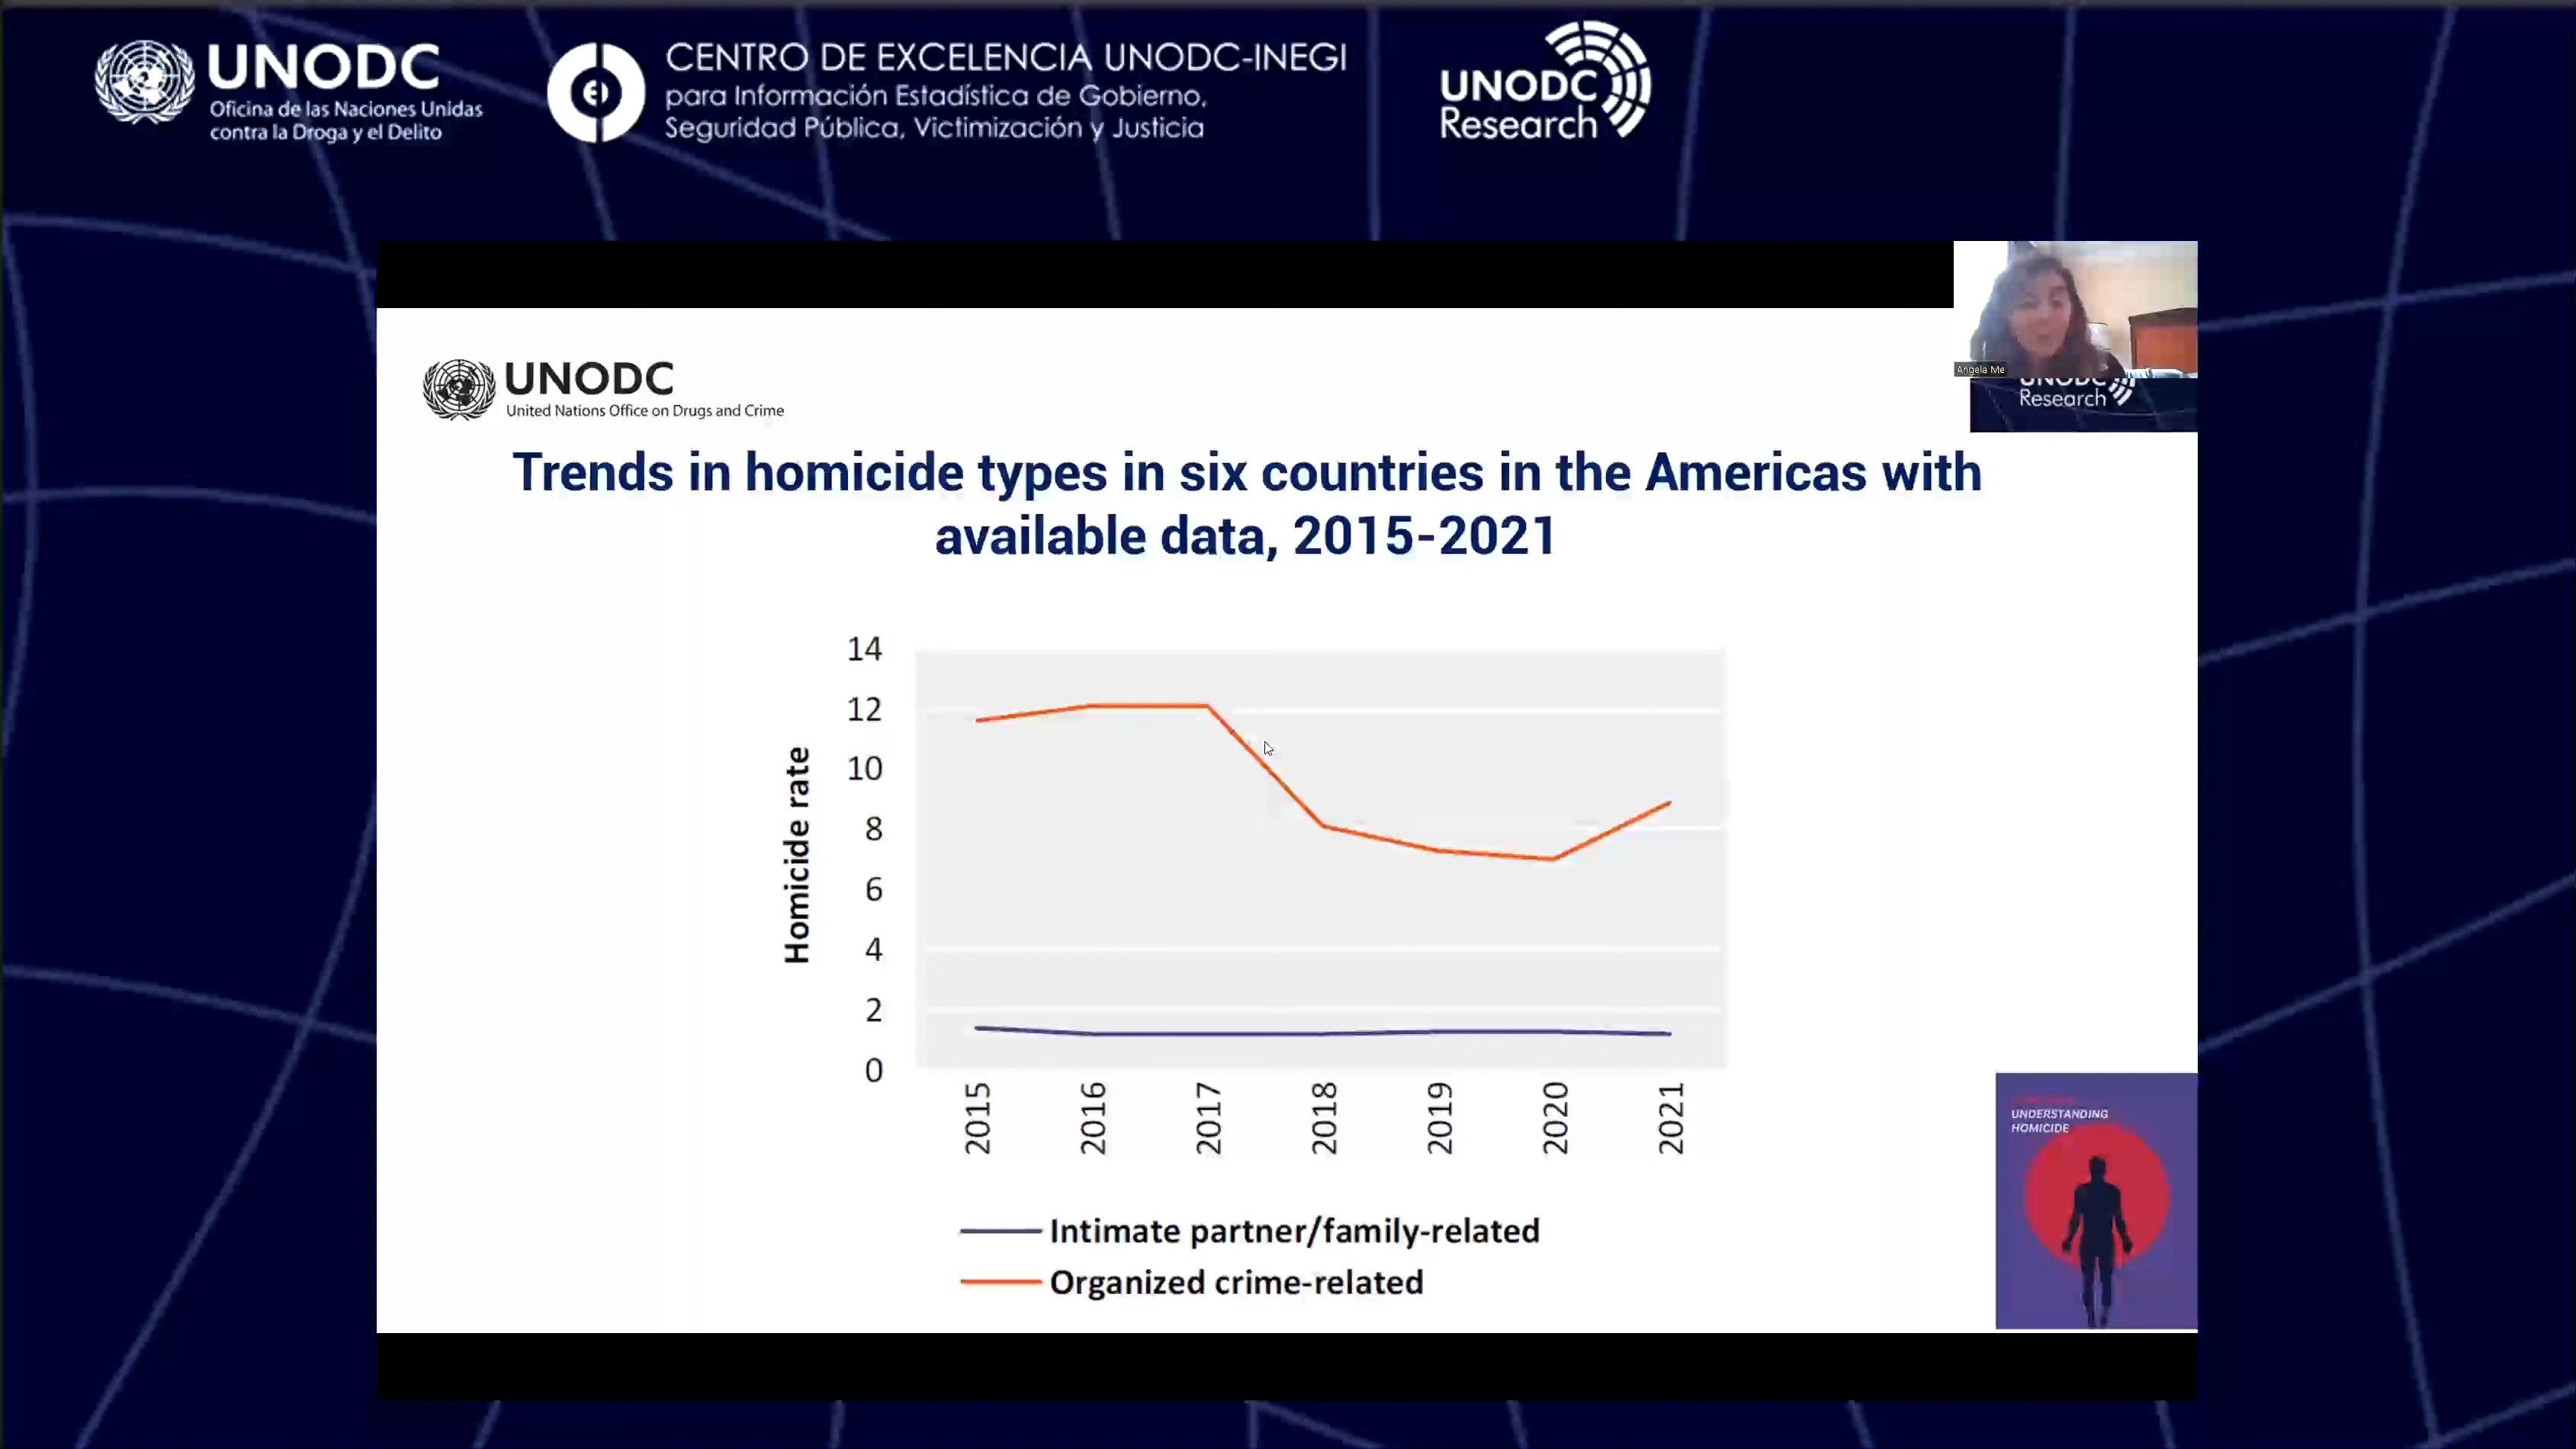 UNODC
Oficina de las Naciones Unidas
contra la Droga y el Delito
CENTRO DE EXCELENCIA UNODC-INEGI
para Información Estadística de Gobierno,
Seguridad Pública, Victimización y Justicia
UNODC
Research
Angela Me
UNODC
Research
UNODC
United Nations Office on Drugs and Crime
Trends in homicide types in six countries in the Americas with
available data, 2015-2021
14
12
10
8
6
4
2
0
Homicide rate
2015
2016
2017
2018
2019
2020
2021
Intimate partner/family-related
Organized crime-related
UNDERSTANDING
HOMICIDE